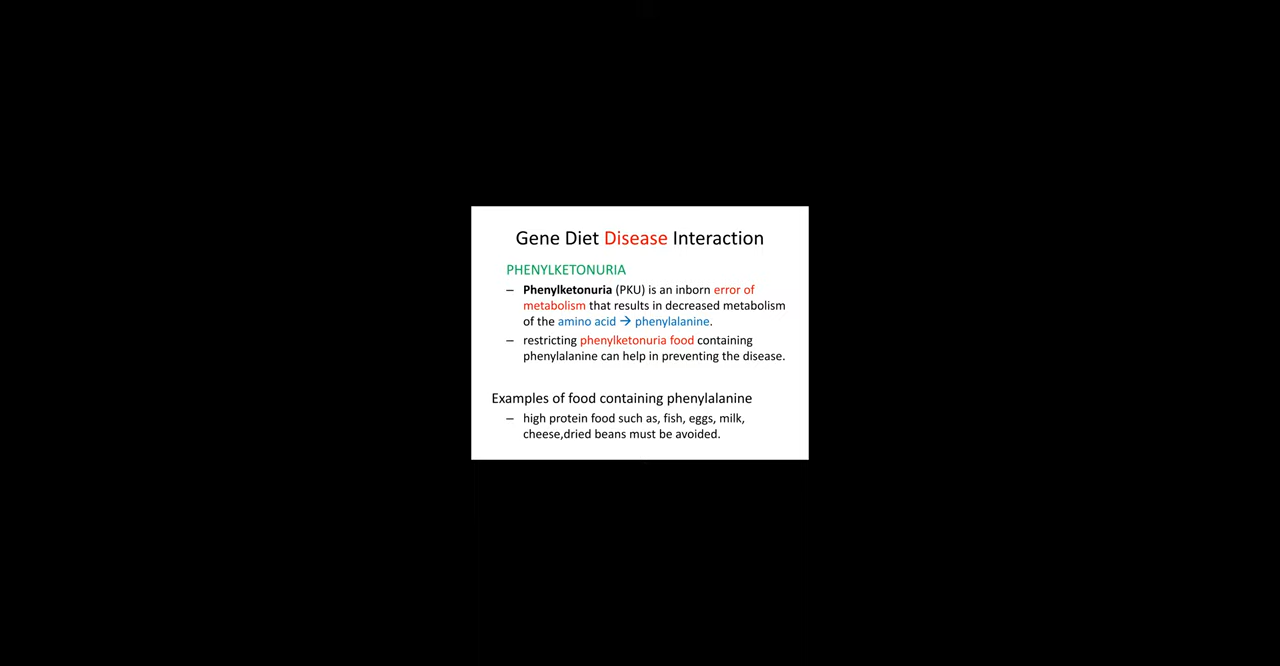 Gene Diet Disease Interaction
PHENYLKETONURIA
– Phenylketonuria (PKU) is an inborn error of
metabolism that results in decreased metabolism
of the amino acid → phenylalanine.
– restricting phenylketonuria food containing
phenylalanine can help in preventing the disease.
Examples of food containing phenylalanine
– high protein food such as, fish, eggs, milk,
cheese,dried beans must be avoided.